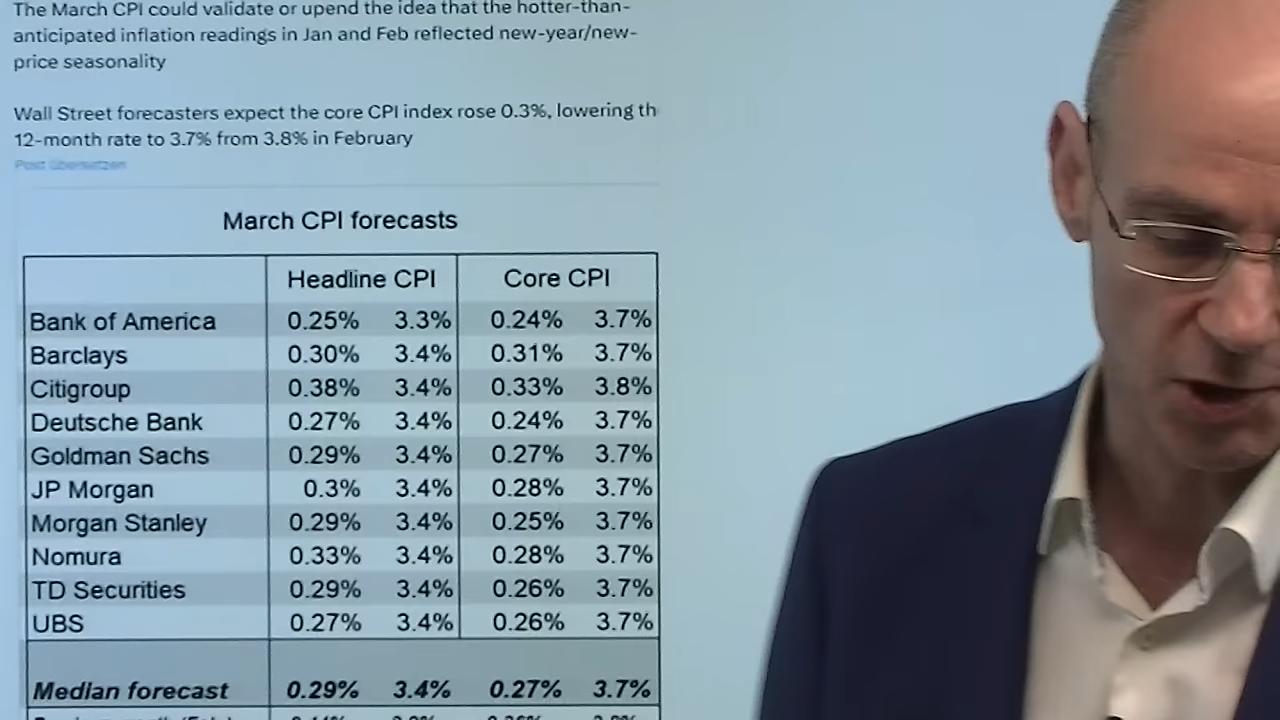 The March CPI could validate or upend the idea that the hotter-than-
anticipated inflation readings in Jan and Feb reflected new-year/new-
price seasonality
Wall Street forecasters expect the core CPI index rose 0.3%, lowering th
12-month rate to 3.7% from 3.8% in February
Post übersetzen
March CPI forecasts
Headline CPI Core CPI
Bank of America 0.25% 3.3% 0.24% 3.7%
Barclays 0.30% 3.4% 0.31% 3.7%
Citigroup 0.38% 3.4% 0.33% 3.8%
Deutsche Bank 0.27% 3.4% 0.24% 3.7%
Goldman Sachs 0.29% 3.4% 0.27% 3.7%
JP Morgan 0.3% 3.4% 0.28% 3.7%
Morgan Stanley 0.29% 3.4% 0.25% 3.7%
Nomura 0.33% 3.4% 0.28% 3.7%
TD Securities 0.29% 3.4% 0.26% 3.7%
UBS 0.27% 3.4% 0.26% 3.7%
Median forecast 0.29% 3.4% 0.27% 3.7%